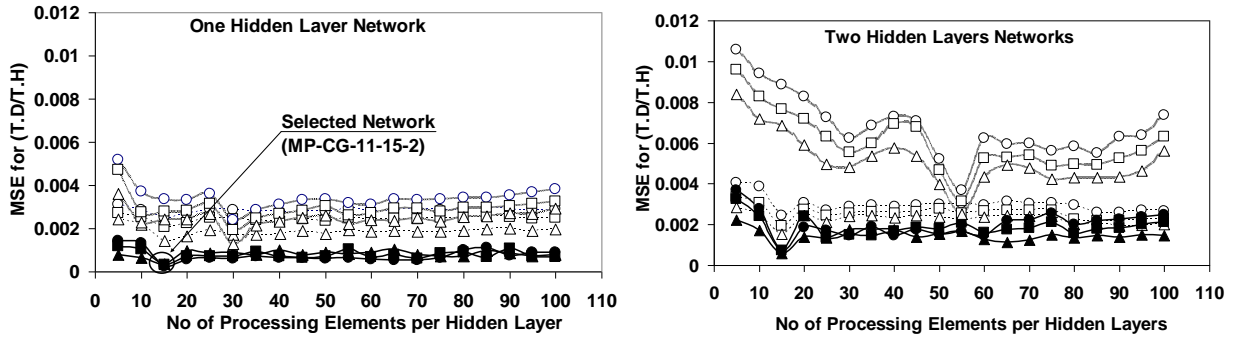 One Hidden Layer Network
MSE for (T.D/T.H)
0.012
0.01
0.008
0.006
0.004
0.002
0
Selected Network
(MP-CG-11-15-2)
0 10 20 30 40 50 60 70 80 90 100 110
No of Processing Elements per Hidden Layer
Two Hidden Layers Networks
MSE for (T.D/T.H)
0.012
0.01
0.008
0.006
0.004
0.002
0
0 10 20 30 40 50 60 70 80 90 100 110
No of Processing Elements per Hidden Layers